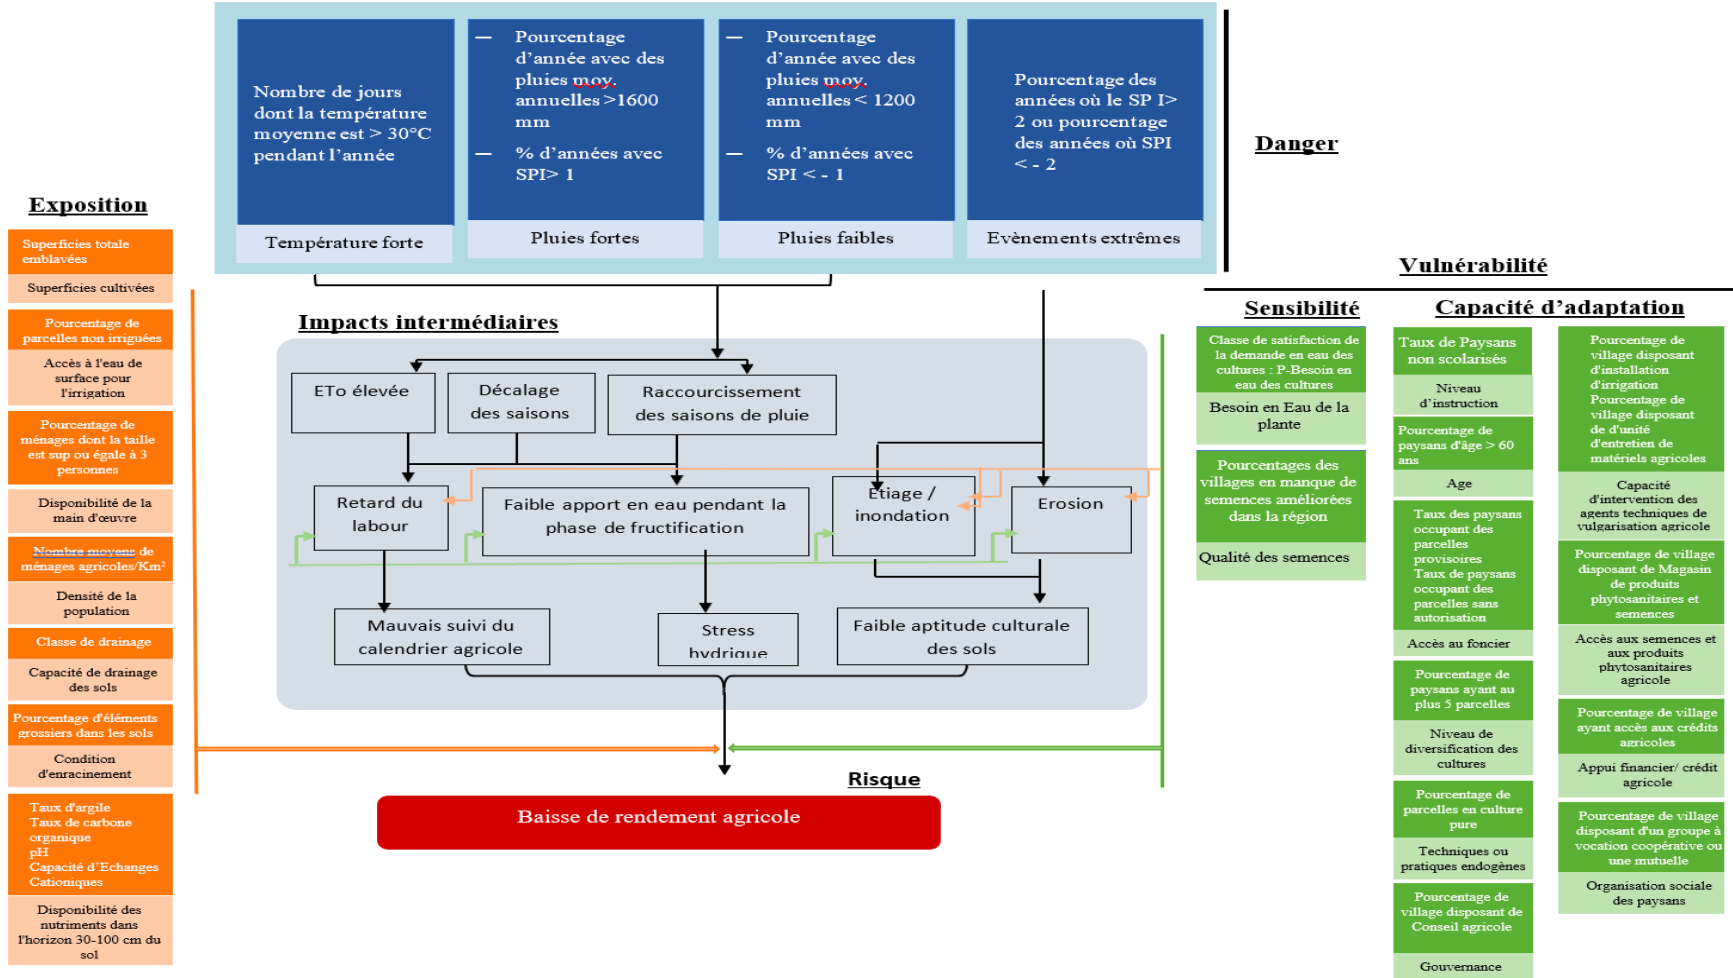 Nombre de jours
dont la température
moyenne est > 30°C
pendant l'année
Température forte
— Pourcentage
d'année avec des
pluies moy.
annuelles >1600
mm
— % d'années avec
SPI> 1
Pluies fortes
— Pourcentage
d'année avec des
pluies moy.
annuelles < 1200
mm
— % d'années avec
SPI < - 1
Pluies faibles
Pourcentage des
années où le SP I>
2 ou pourcentage
des années où SPI
< - 2
Evènements extrêmes
Danger
Exposition
Superficies totale
emblavées
Superficies cultivées
Pourcentage de
parcelles non irriguées
Accès à l'eau de
surface pour
l'irrigation
Pourcentage de
ménages dont la taille
est sup ou égale à 3
personnes
Disponibilité de la
main d'œuvre
Nombre moyens de
ménages agricoles/Km²
Densité de la
population
Classe de drainage
Capacité de drainage
des sols
Pourcentage d'éléments
grossiers dans les sols
Condition
d'enracinement
Taux d'argile
Taux de carbone
organique
pH
Capacité d'Echanges
Cationiques
Disponibilité des
nutriments dans
l'horizon 30-100 cm du
sol
Impacts intermédiaires
ETo élevée
Décalage
des saisons
Raccourcissement
des saisons de pluie
Retard du
labour
Faible apport en eau pendant la
phase de fructification
Etiage /
inondation
Erosion
Mauvais suivi du
calendrier agricole
Stress
hydrique
Faible aptitude culturale
des sols
Risque
Baisse de rendement agricole
Vulnérabilité
Sensibilité
Classe de satisfaction de
la demande en eau des
cultures : P-Besoin en
eau des cultures
Besoin en Eau de la
plante
Pourcentages des
villages en manque de
semences améliorées
dans la région
Qualité des semences
Capacité d'adaptation
Taux de Paysans
non scolarisés
Niveau
d'instruction
Pourcentage de
paysans d'âge > 60
ans
Age
Taux des paysans
occupant des
parcelles
provisoires
Taux de paysans
occupant des
parcelles sans
autorisation
Accès au foncier
Pourcentage de
paysans ayant au
plus 5 parcelles
Niveau de
diversification des
cultures
Pourcentage de
parcelles en culture
pure
Techniques ou
pratiques endogènes
Pourcentage de
village disposant de
Conseil agricole
Gouvernance
Pourcentage de
village disposant
d'installation
d'irrigation
Pourcentage de
village disposant
de d'unité
d'entretien de
matériels agricoles
Capacité
d'intervention des
agents techniques de
vulgarisation agricole
Pourcentage de village
disposant de Magasin
de produits
phytosanitaires et
semences
Accès aux semences et
aux produits
phytosanitaires
agricole
Pourcentage de village
ayant accès aux crédits
agricoles
Appui financier/ crédit
agricole
Pourcentage de village
disposant d'un groupe à
vocation coopérative ou
une mutuelle
Organisation sociale
des paysans